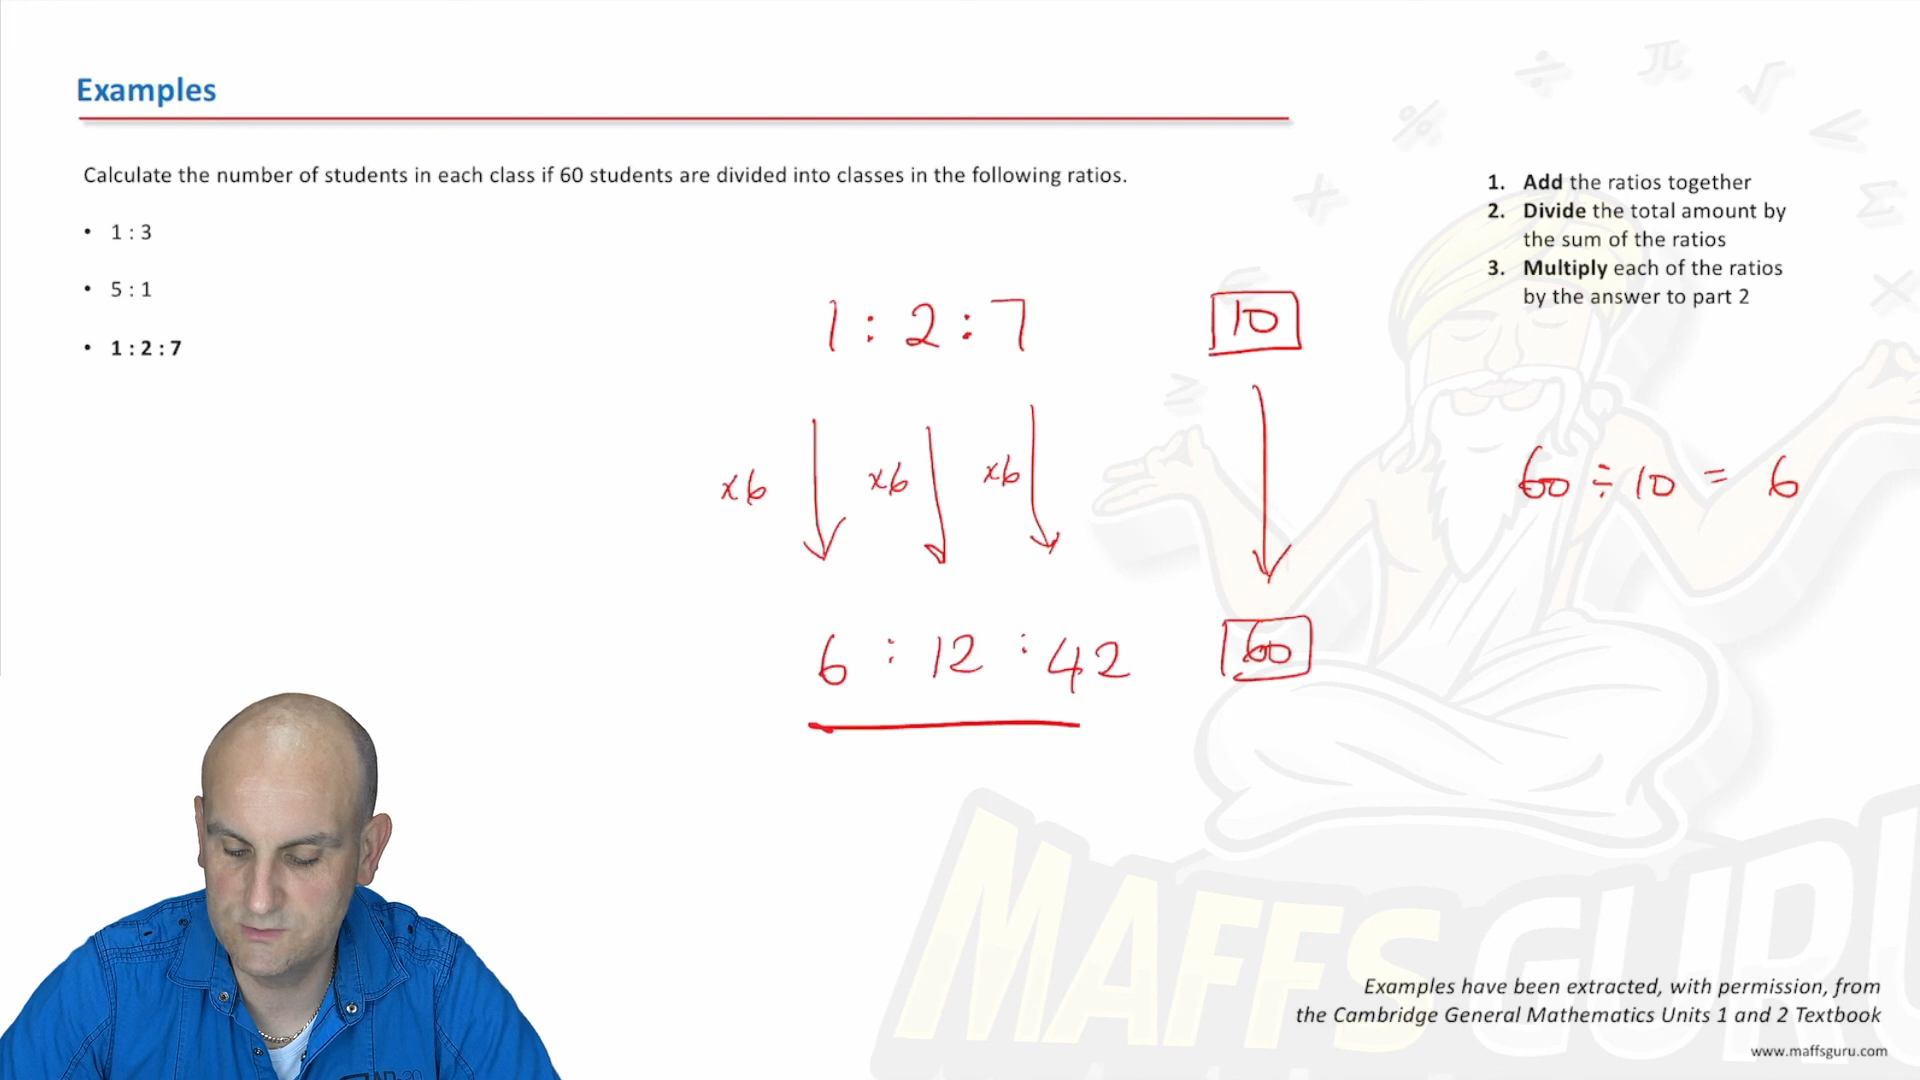 Examples
Calculate the number of students in each class if 60 students are divided into classes in the following ratios.
• 1 : 3
• 5 : 1
• 1 : 2 : 7
1. Add the ratios together
2. Divide the total amount by
the sum of the ratios
3. Multiply each of the ratios
by the answer to part 2
1 : 2 : 7
10
×6 ×6 ×6
60 ÷ 10 = 6
6 : 12 : 42
60
MAFFS GURU
Examples have been extracted, with permission, from
the Cambridge General Mathematics Units 1 and 2 Textbook
www.maffsguru.com